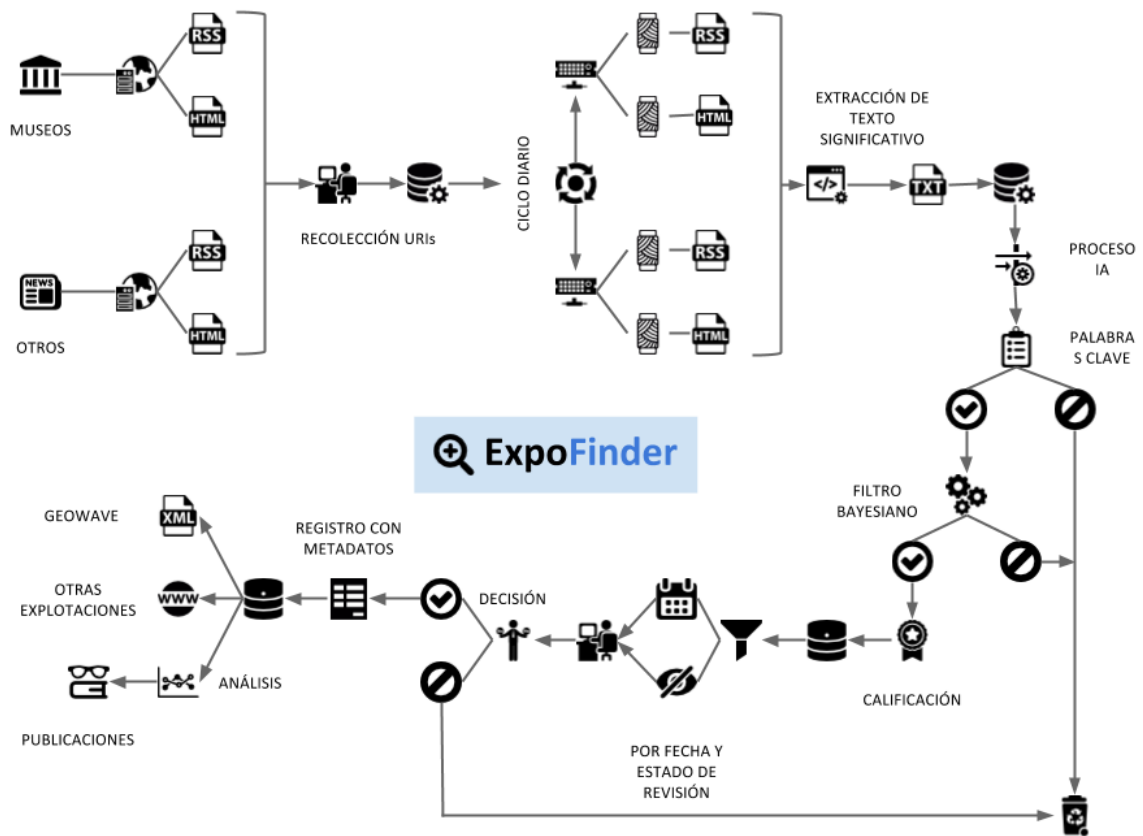 RSS
MUSEOS
HTML
RSS
NEWS
OTROS
HTML
RECOLECCIÓN URIs
CICLO DIARIO
RSS
HTML
RSS
HTML
EXTRACCIÓN DE
TEXTO
SIGNIFICATIVO
</>
TXT
PROCESO
IA
PALABRA
S CLAVE
ExpoFinder
FILTRO
BAYESIANO
CALIFICACIÓN
POR FECHA Y
ESTADO DE
REVISIÓN
DECISIÓN
REGISTRO CON
METADATOS
GEOWAVE
XML
OTRAS
EXPLOTACIONES
WWW
ANÁLISIS
PUBLICACIONES